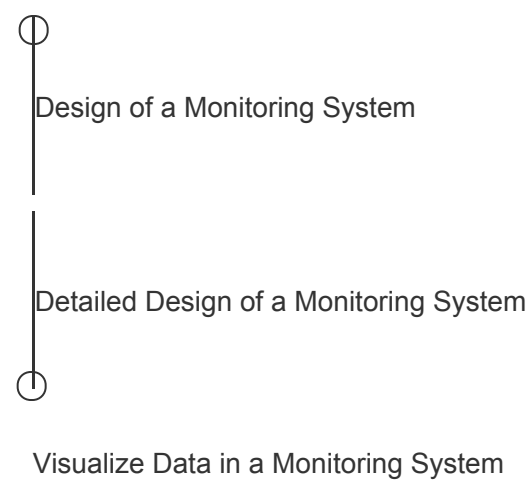 Design of a Monitoring System
Detailed Design of a Monitoring System
Visualize Data in a Monitoring System